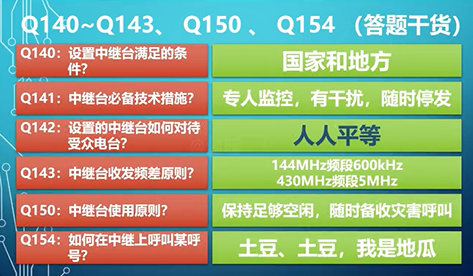 Q140~Q143、 Q150 、 Q154 （答题干货）
Q140：设置中继台满足的条
件？
国家和地方
Q141：中继台必备技术措施？
专人监控，有干扰，随时停发
Q142：设置的中继台如何对待
受众电台？
人人平等
Q143：中继台收发频差原则？
144MHz频段600kHz
430MHz频段5MHz
Q150：中继台使用原则？
保持足够空闲，随时备收灾害呼叫
Q154：如何在中继上呼叫某呼
号？
土豆、土豆，我是地瓜